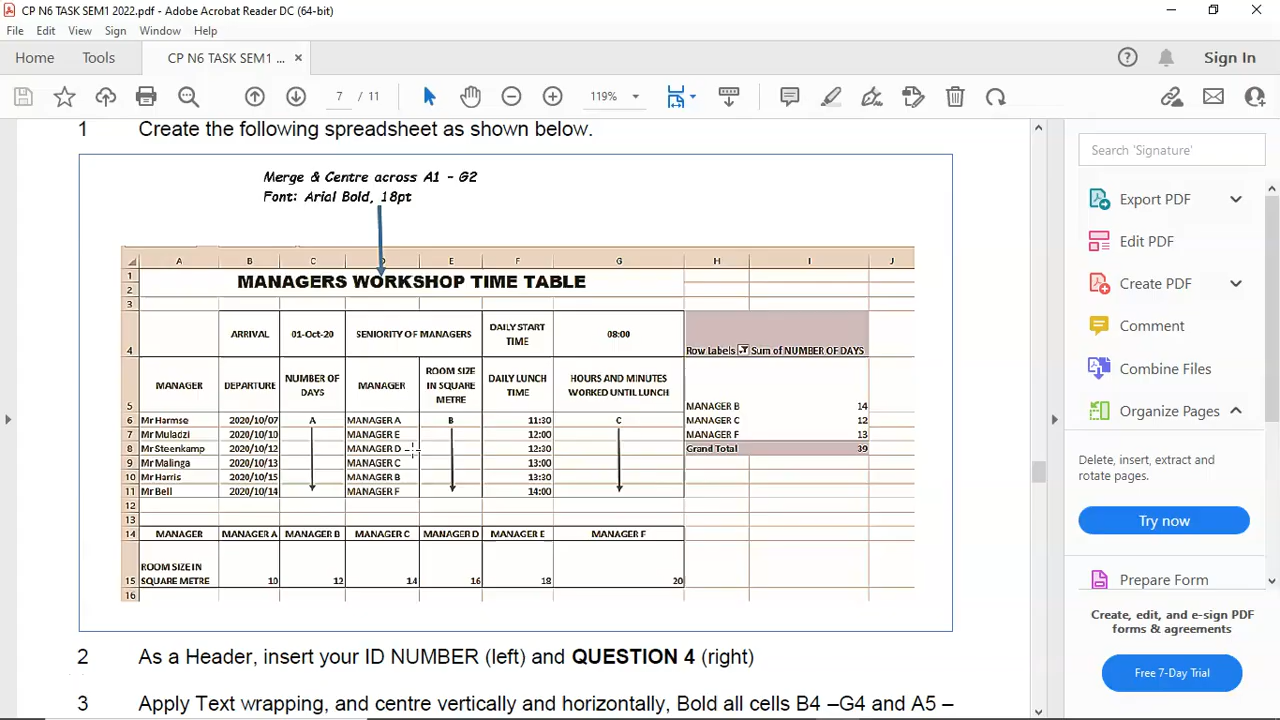 CP N6 TASK SEM1 2022.pdf - Adobe Acrobat Reader DC (64-bit)
File Edit View Sign Window Help
Home Tools CP N6 TASK SEM1 ... × Sign In
7 / 11 119%
1 Create the following spreadsheet as shown below.
Merge & Centre across A1 - G2
Font: Arial Bold, 18pt
A B C D E F G H I J
1 MANAGERS WORKSHOP TIME TABLE
2
3
4 ARRIVAL 01-Oct-20 SENIORITY OF MANAGERS DAILY START TIME 08:00 Row Labels Sum of NUMBER OF DAYS
5 MANAGER DEPARTURE NUMBER OF DAYS MANAGER ROOM SIZE IN SQUARE METRE DAILY LUNCH TIME HOURS AND MINUTES WORKED UNTIL LUNCH MANAGER B 14
6 Mr Harmse 2020/10/07 A MANAGER A B 11:30 C MANAGER C 12
7 Mr Muladzi 2020/10/10 MANAGER E 12:00 MANAGER F 13
8 Mr Steenkamp 2020/10/12 MANAGER D 12:30 Grand Total 39
9 Mr Malinga 2020/10/13 MANAGER C 13:00
10 Mr Harris 2020/10/15 MANAGER B 13:30
11 Mr Bell 2020/10/14 MANAGER F 14:00
12
13
14 MANAGER MANAGER A MANAGER B MANAGER C MANAGER D MANAGER E MANAGER F
15 ROOM SIZE IN SQUARE METRE 10 12 14 16 18 20
16
2 As a Header, insert your ID NUMBER (left) and QUESTION 4 (right)
3 Apply Text wrapping, and centre vertically and horizontally, Bold all cells B4 –G4 and A5 –
Search 'Signature'
Export PDF
Edit PDF
Create PDF
Comment
Combine Files
Organize Pages
Delete, insert, extract and
rotate pages.
Try now
Prepare Form
Create, edit, and e-sign PDF
forms & agreements
Free 7-Day Trial